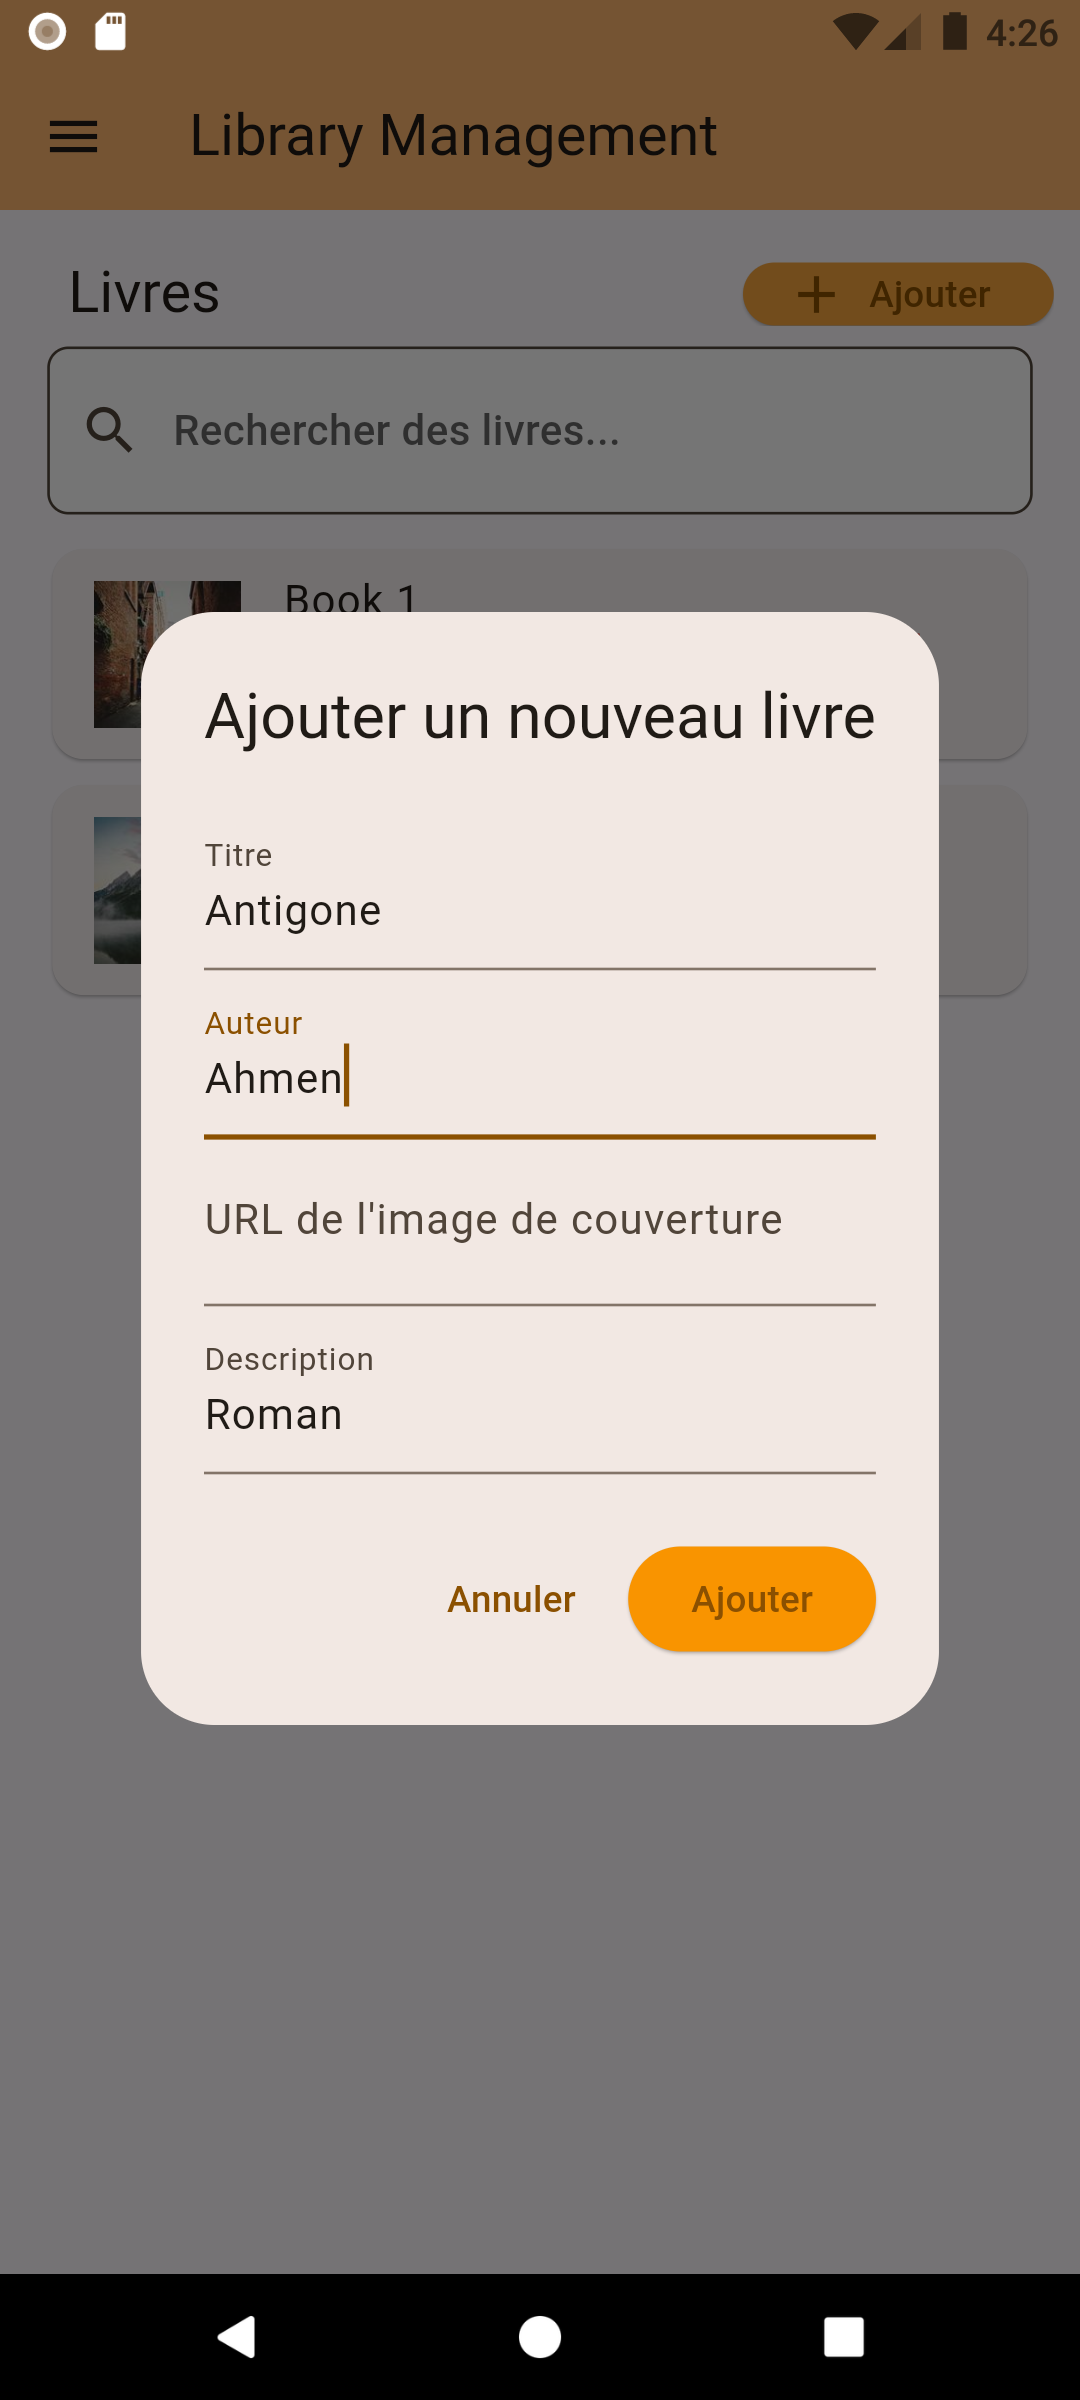 4:26
Library Management
Livres
Ajouter
Rechercher des livres...
Book 1
Ajouter un nouveau livre
Titre
Antigone
Auteur
Ahmen
URL de l'image de couverture
Description
Roman
Annuler
Ajouter